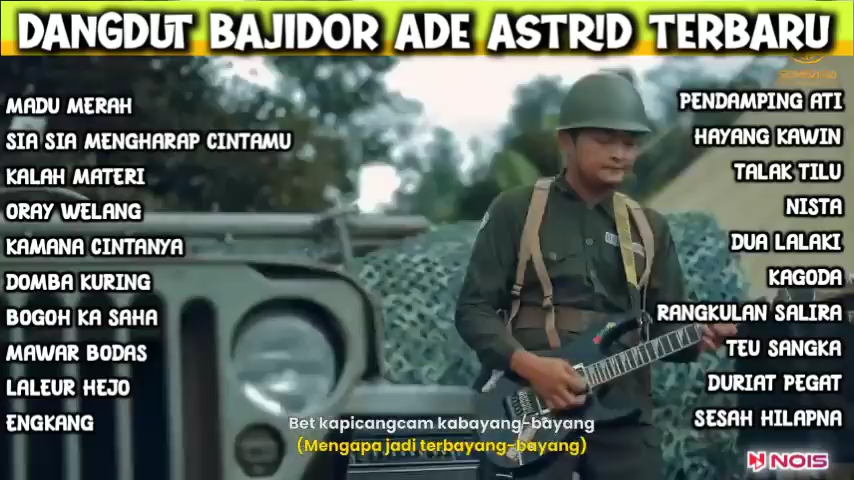 DANGDUT BAJIDOR ADE ASTRID TERBARU
MADU MERAH
SIA SIA MENGHARAP CINTAMU
KALAH MATERI
ORAY WELANG
KAMANA CINTANYA
DOMBA KURING
BOGOH KA SAHA
MAWAR BODAS
LALEUR HEJO
ENGKANG
PENDAMPING ATI
HAYANG KAWIN
TALAK TILU
NISTA
DUA LALAKI
KAGODA
RANGKULAN SALIRA
TEU SANGKA
DURIAT PEGAT
SESAH HILAPNA
Bet kapicangcam kabayang-bayang
(Mengapa jadi terbayang-bayang)
NOIS